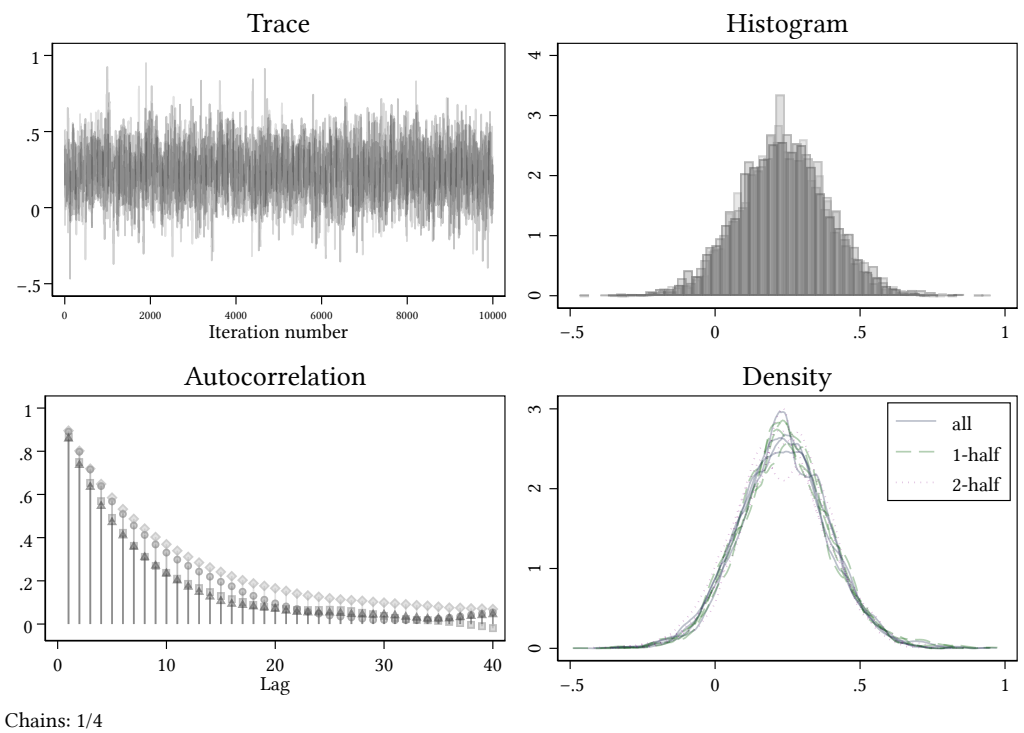 Trace
1
.5
0
−.5
0 2000 4000 6000 8000 10000
Iteration number
Histogram
4
3
2
1
0
−.5 0 .5 1
Autocorrelation
1
.8
.6
.4
.2
0
0 10 20 30 40
Lag
Density
3
2
1
0
all
1-half
2-half
−.5 0 .5 1
Chains: 1/4